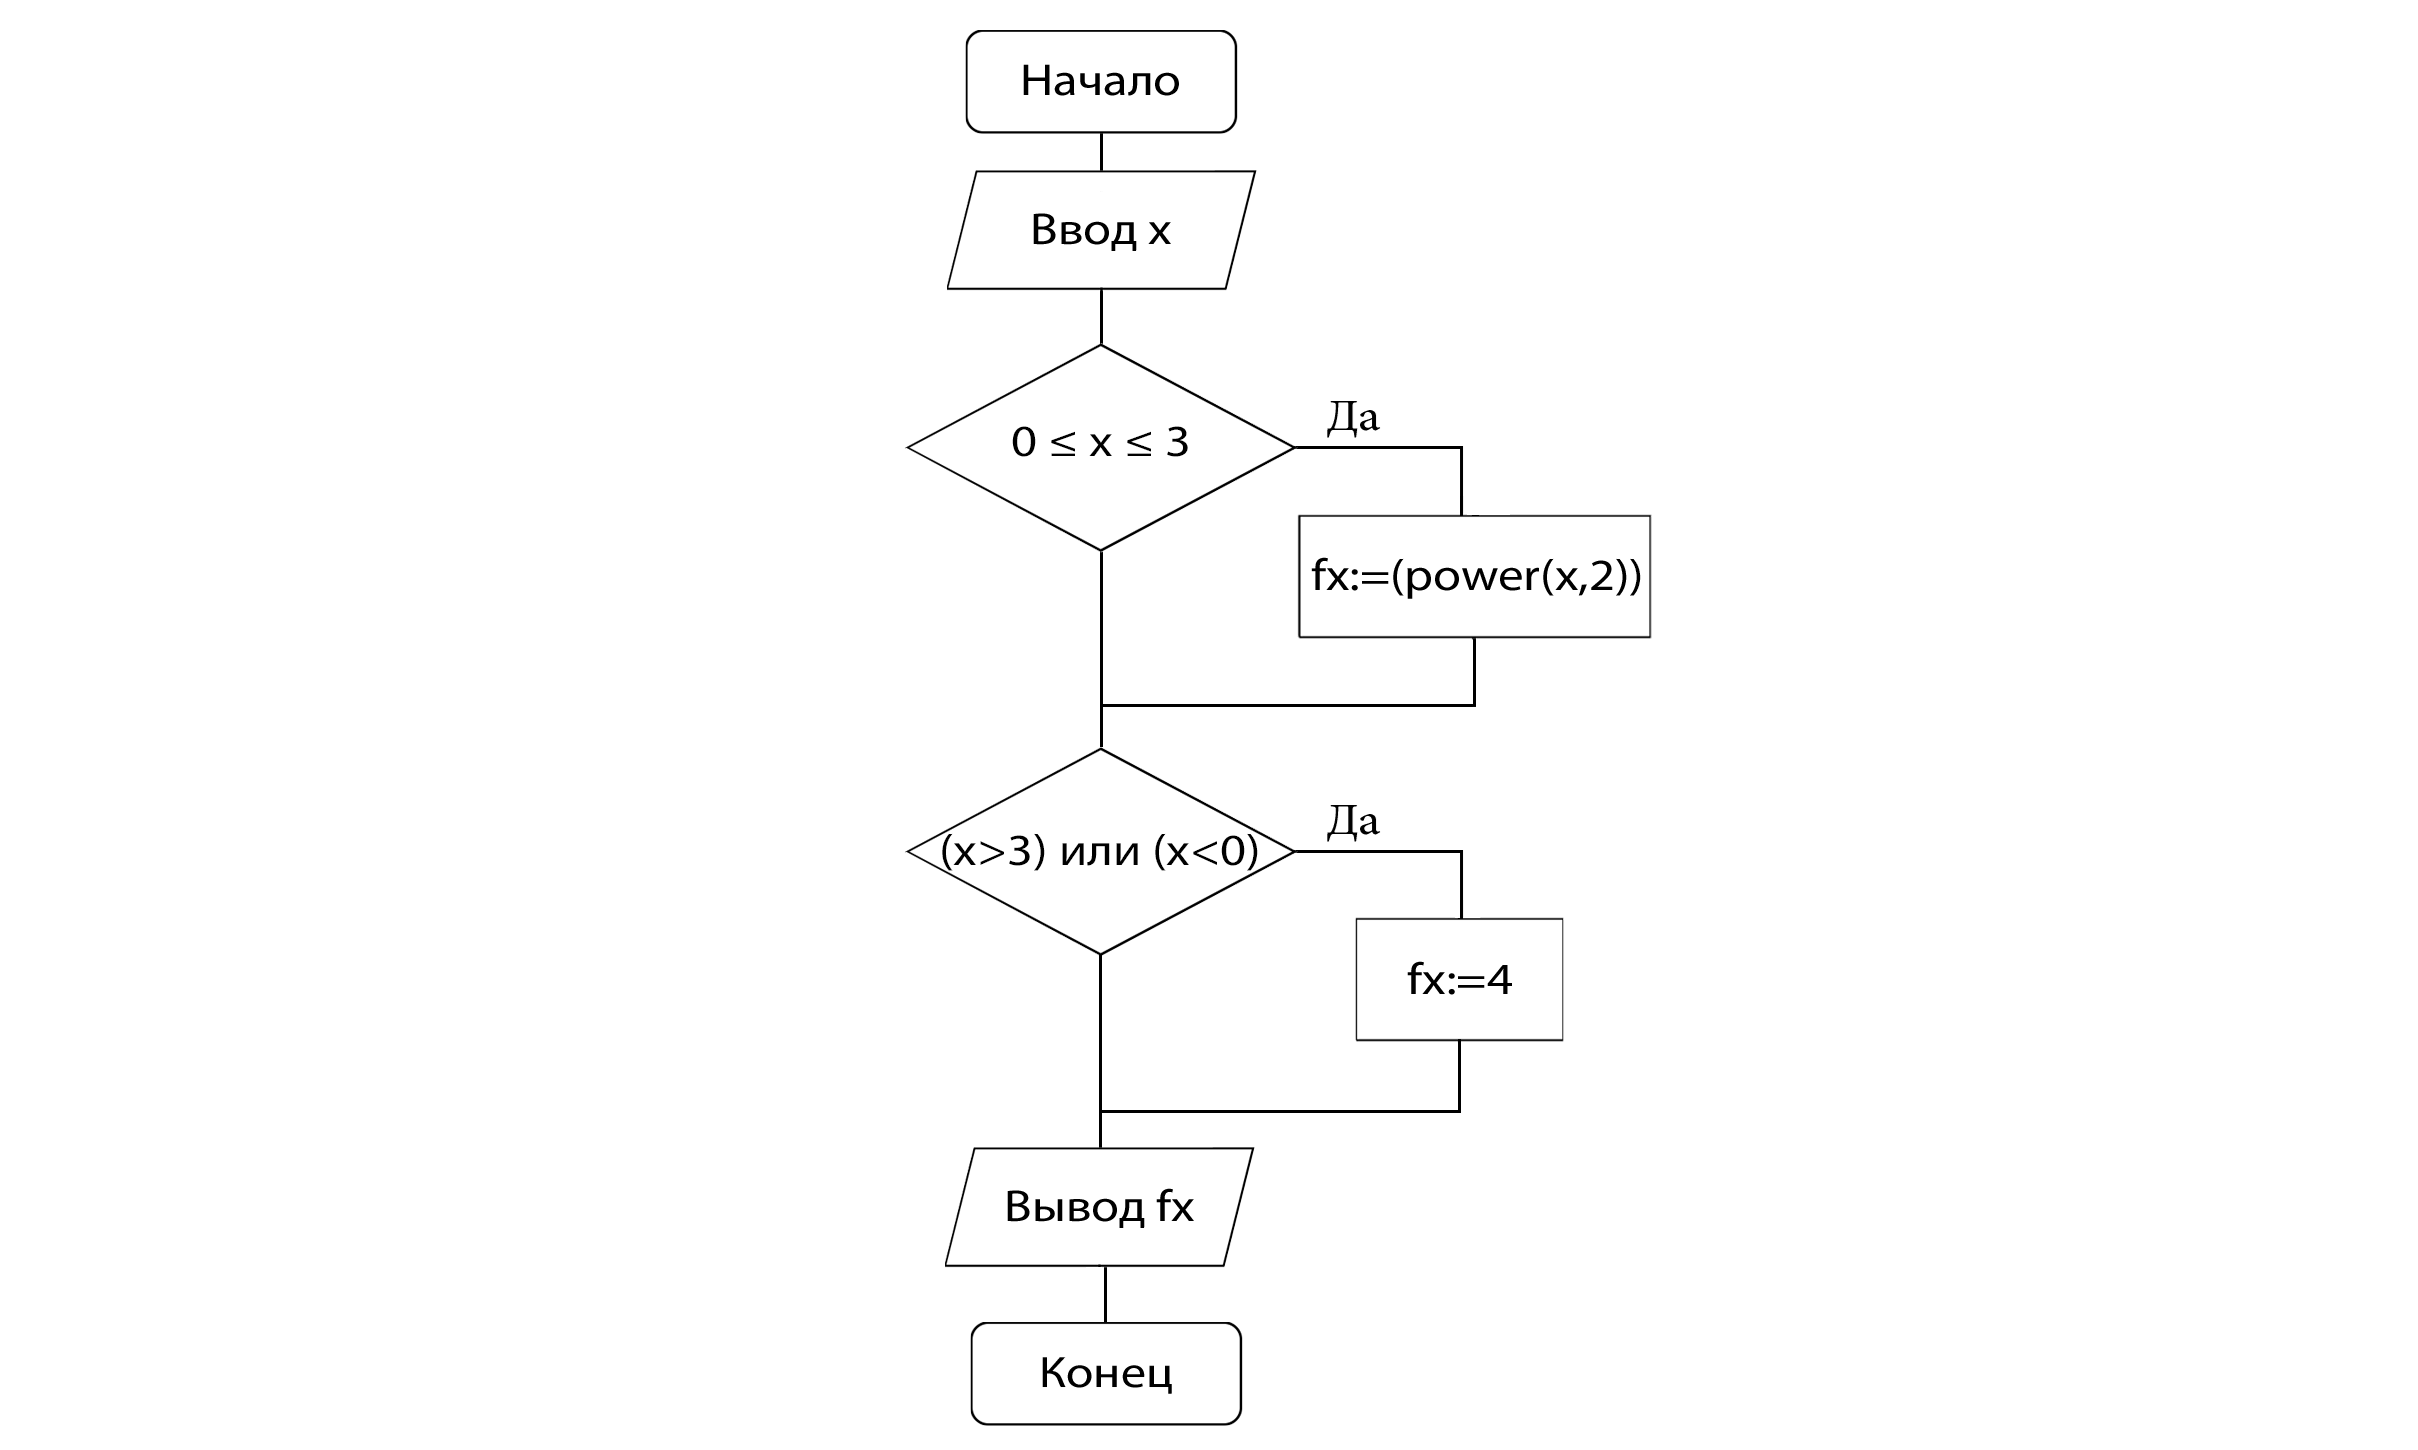 Начало
Ввод x
0 ≤ x ≤ 3
Да
fx:=(power(x,2))
(x>3) или (x<0)
Да
fx:=4
Вывод fx
Конец